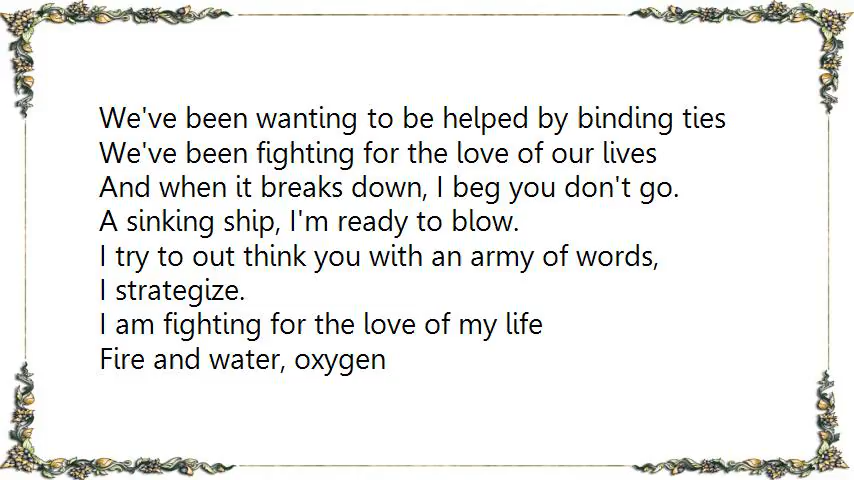 We've been wanting to be helped by binding ties
We've been fighting for the love of our lives
And when it breaks down, I beg you don't go.
A sinking ship, I'm ready to blow.
I try to out think you with an army of words,
I strategize.
I am fighting for the love of my life
Fire and water, oxygen